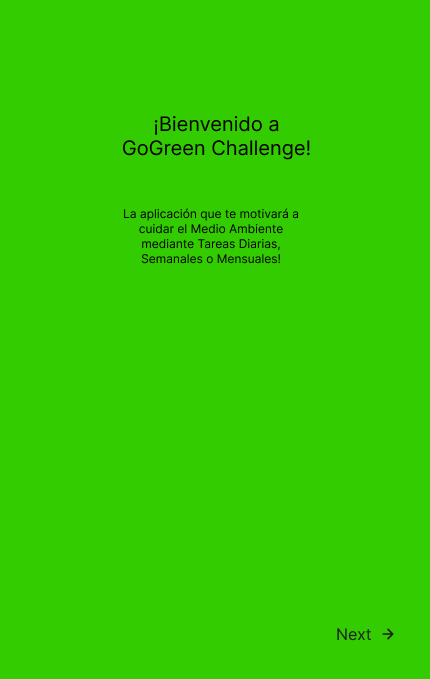 ¡Bienvenido a
GoGreen Challenge!
La aplicación que te motivará a
cuidar el Medio Ambiente
mediante Tareas Diarias,
Semanales o Mensuales!
Next →